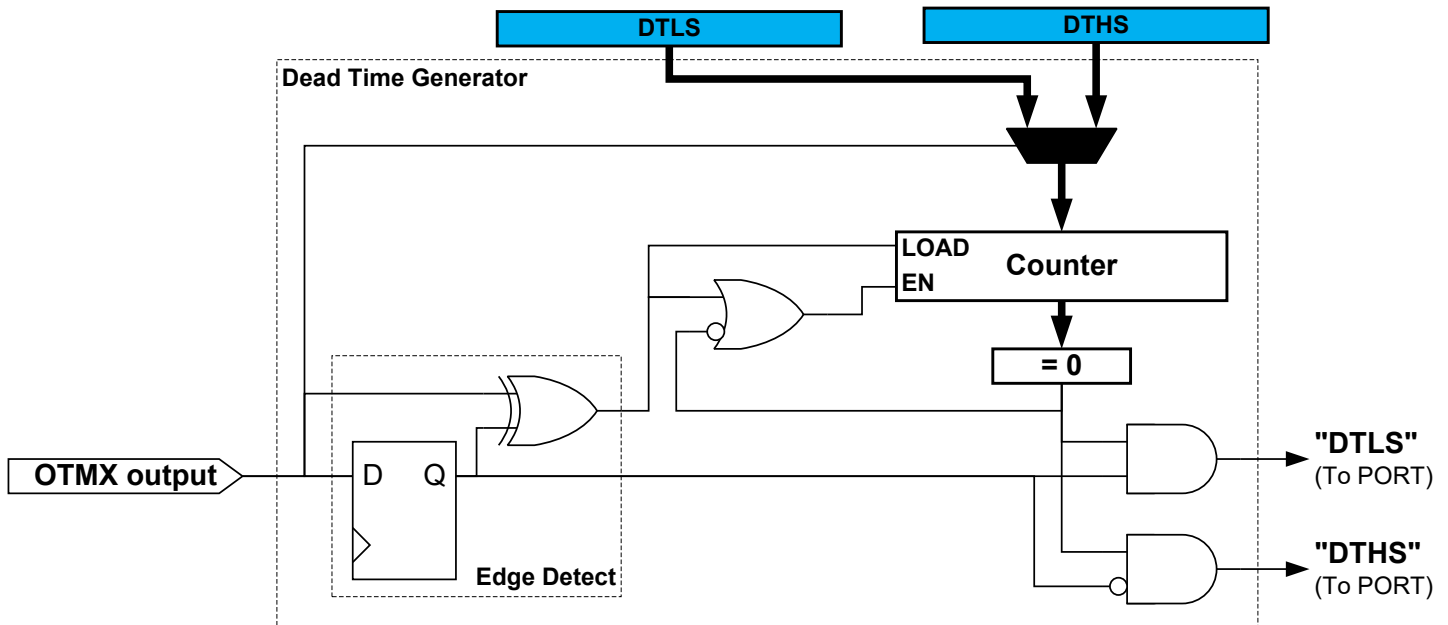 DTLS
DTHS
Dead Time Generator
LOAD
EN
Counter
= 0
OTMX output
D
Q
Edge Detect
"DTLS"
(To PORT)
"DTHS"
(To PORT)